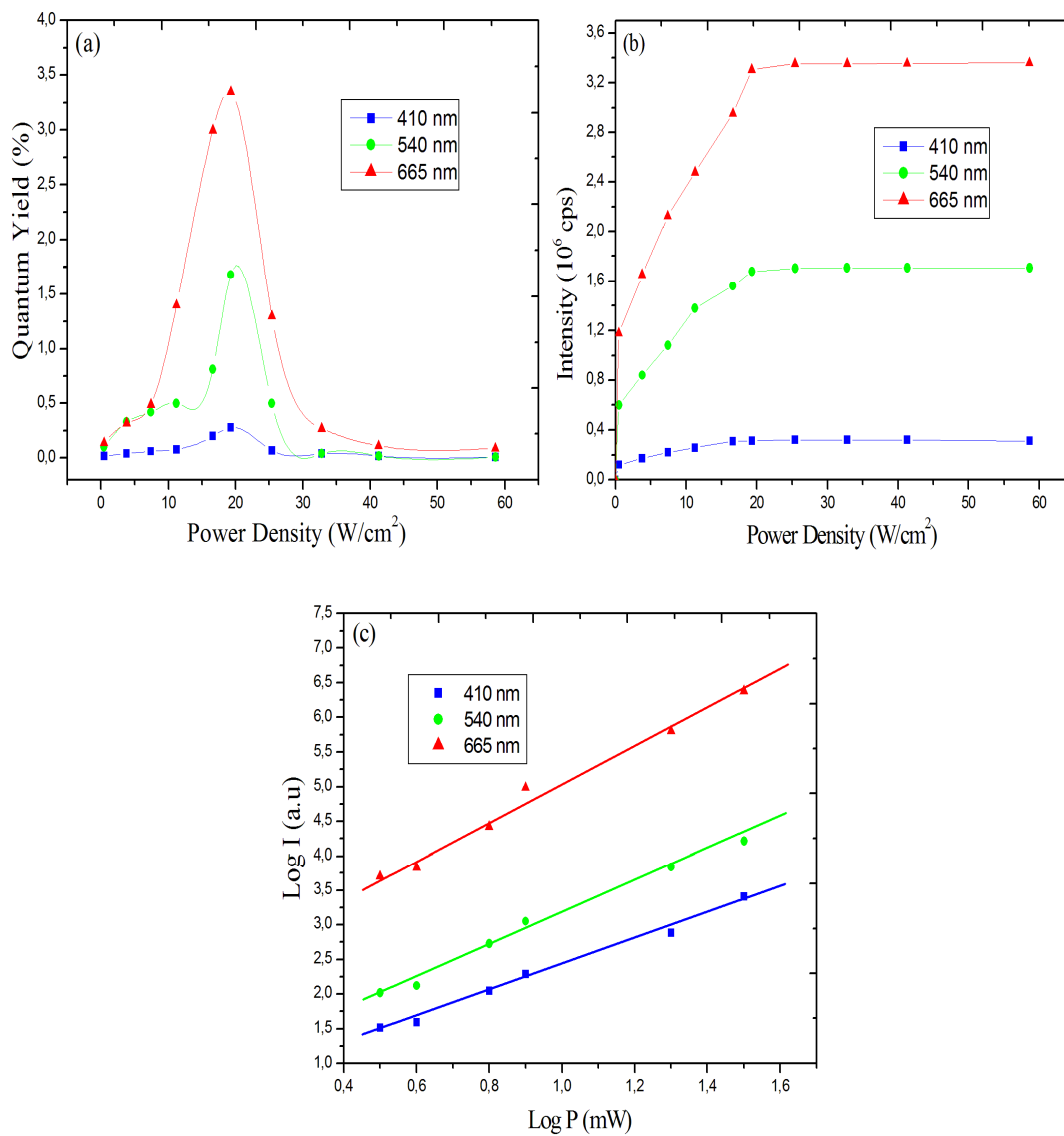 (a)
4,0
3,5
3,0
2,5
2,0
1,5
1,0
0,5
0,0
Quantum Yield (%)
410 nm
540 nm
665 nm
0 10 20 30 40 50 60
Power Density (W/cm²)
(b)
3,6
3,2
2,8
2,4
2,0
1,6
1,2
0,8
0,4
0,0
Intensity (10⁶ cps)
410 nm
540 nm
665 nm
0 10 20 30 40 50 60
Power Density (W/cm²)
(c)
7,5
7,0
6,5
6,0
5,5
5,0
4,5
4,0
3,5
3,0
2,5
2,0
1,5
1,0
Log I (a.u)
410 nm
540 nm
665 nm
0,4 0,6 0,8 1,0 1,2 1,4 1,6
Log P (mW)